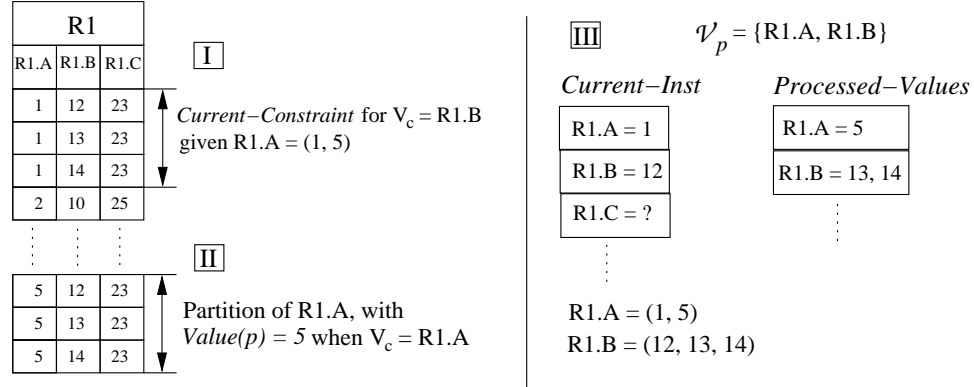 R1
R1.A R1.B R1.C
1 12 23
1 13 23
1 14 23
2 10 25
5 12 23
5 13 23
5 14 23
I
Current−Constraint for Vc = R1.B
given R1.A = (1, 5)
II
Partition of R1.A, with
Value(p) = 5 when Vc = R1.A
III
𝒱p = {R1.A, R1.B}
Current−Inst
R1.A = 1
R1.B = 12
R1.C = ?
Processed−Values
R1.A = 5
R1.B = 13, 14
R1.A = (1, 5)
R1.B = (12, 13, 14)